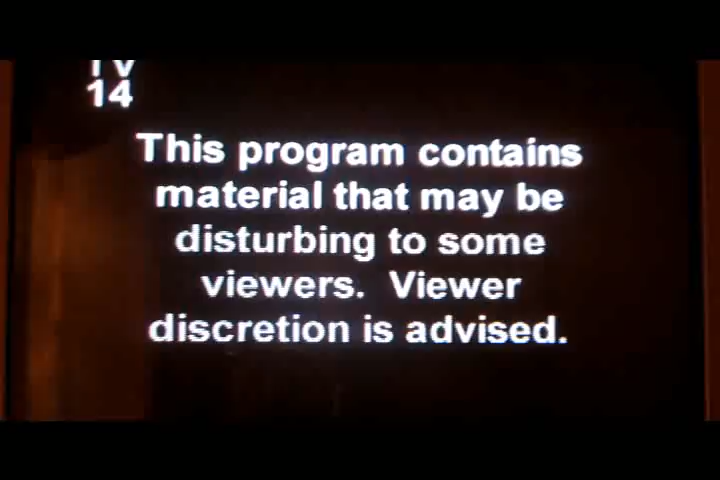 TV
14
This program contains
material that may be
disturbing to some
viewers. Viewer
discretion is advised.